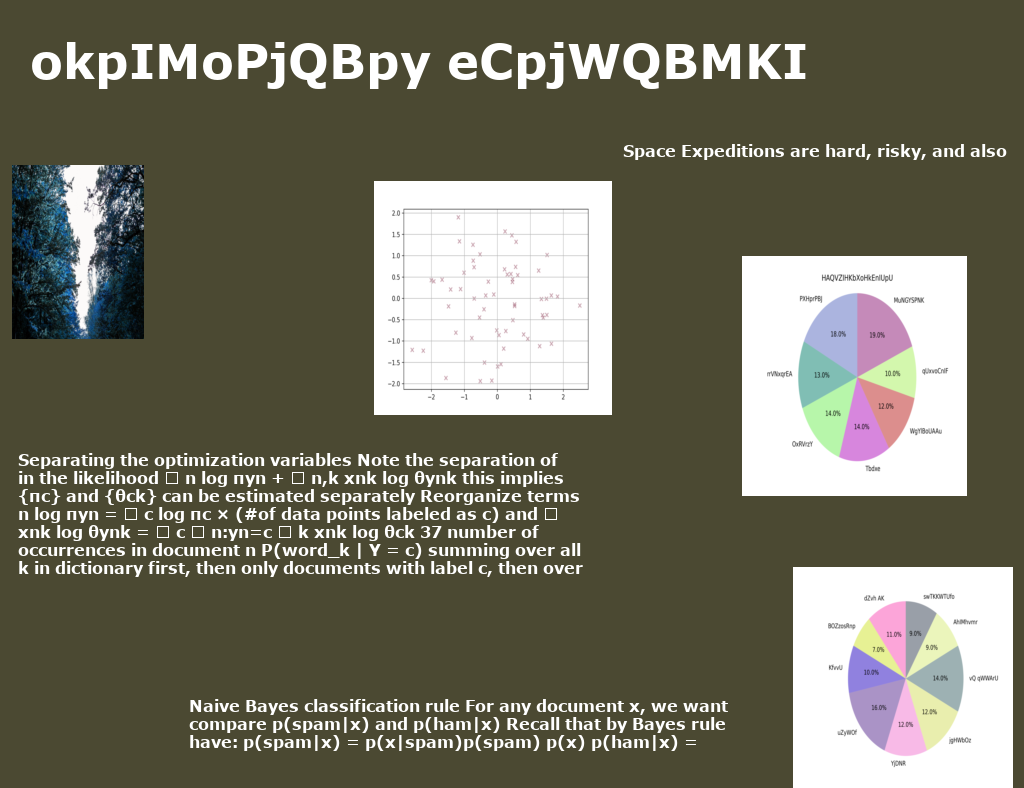 okpIMoPjQBpy eCpjWQBMKI
Space Expeditions are hard, risky, and also
2.0
1.5
1.0
0.5
0.0
−0.5
−1.0
−1.5
−2.0
−2 −1 0 1 2
HAQVZIHKbXoHkEnIUpU
PXHprPBJ
MuNGYSPNK
18.0%
19.0%
rrVNxqrEA
13.0%
10.0%
qUxvoCnIF
14.0%
14.0%
12.0%
OxRVrzY
WgYlBoUAAu
Tbdxe
Separating the optimization variables Note the separation of
in the likelihood □ n log πyn + □ n,k xnk log θynk this implies
{πc} and {θck} can be estimated separately Reorganize terms
n log πyn = □ c log πc × (#of data points labeled as c) and □
xnk log θynk = □ c □ n:yn=c □ k xnk log θck 37 number of
occurrences in document n P(word_k | Y = c) summing over all
k in dictionary first, then only documents with label c, then over
dZvh AK
swTKKWTUfo
BOZzosRnp
AhIMhvmr
11.0%
9.0%
7.0%
9.0%
KfvvU
10.0%
14.0%
vQ qWWArU
16.0%
12.0%
12.0%
uZyWOf
jgHWbOz
YjDNR
Naive Bayes classification rule For any document x, we want
compare p(spam|x) and p(ham|x) Recall that by Bayes rule
have: p(spam|x) = p(x|spam)p(spam) p(x) p(ham|x) =